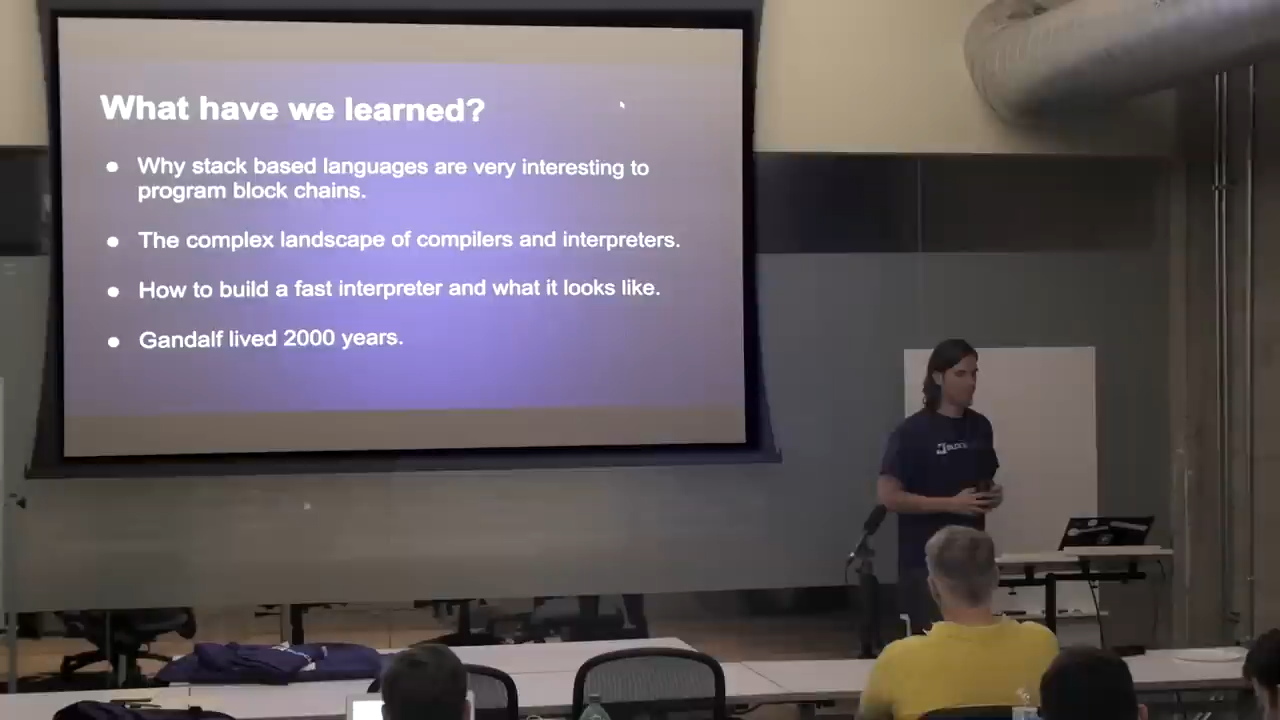 What have we learned?
● Why stack based languages are very interesting to
program block chains.
● The complex landscape of compilers and interpreters.
● How to build a fast interpreter and what it looks like.
● Gandalf lived 2000 years.